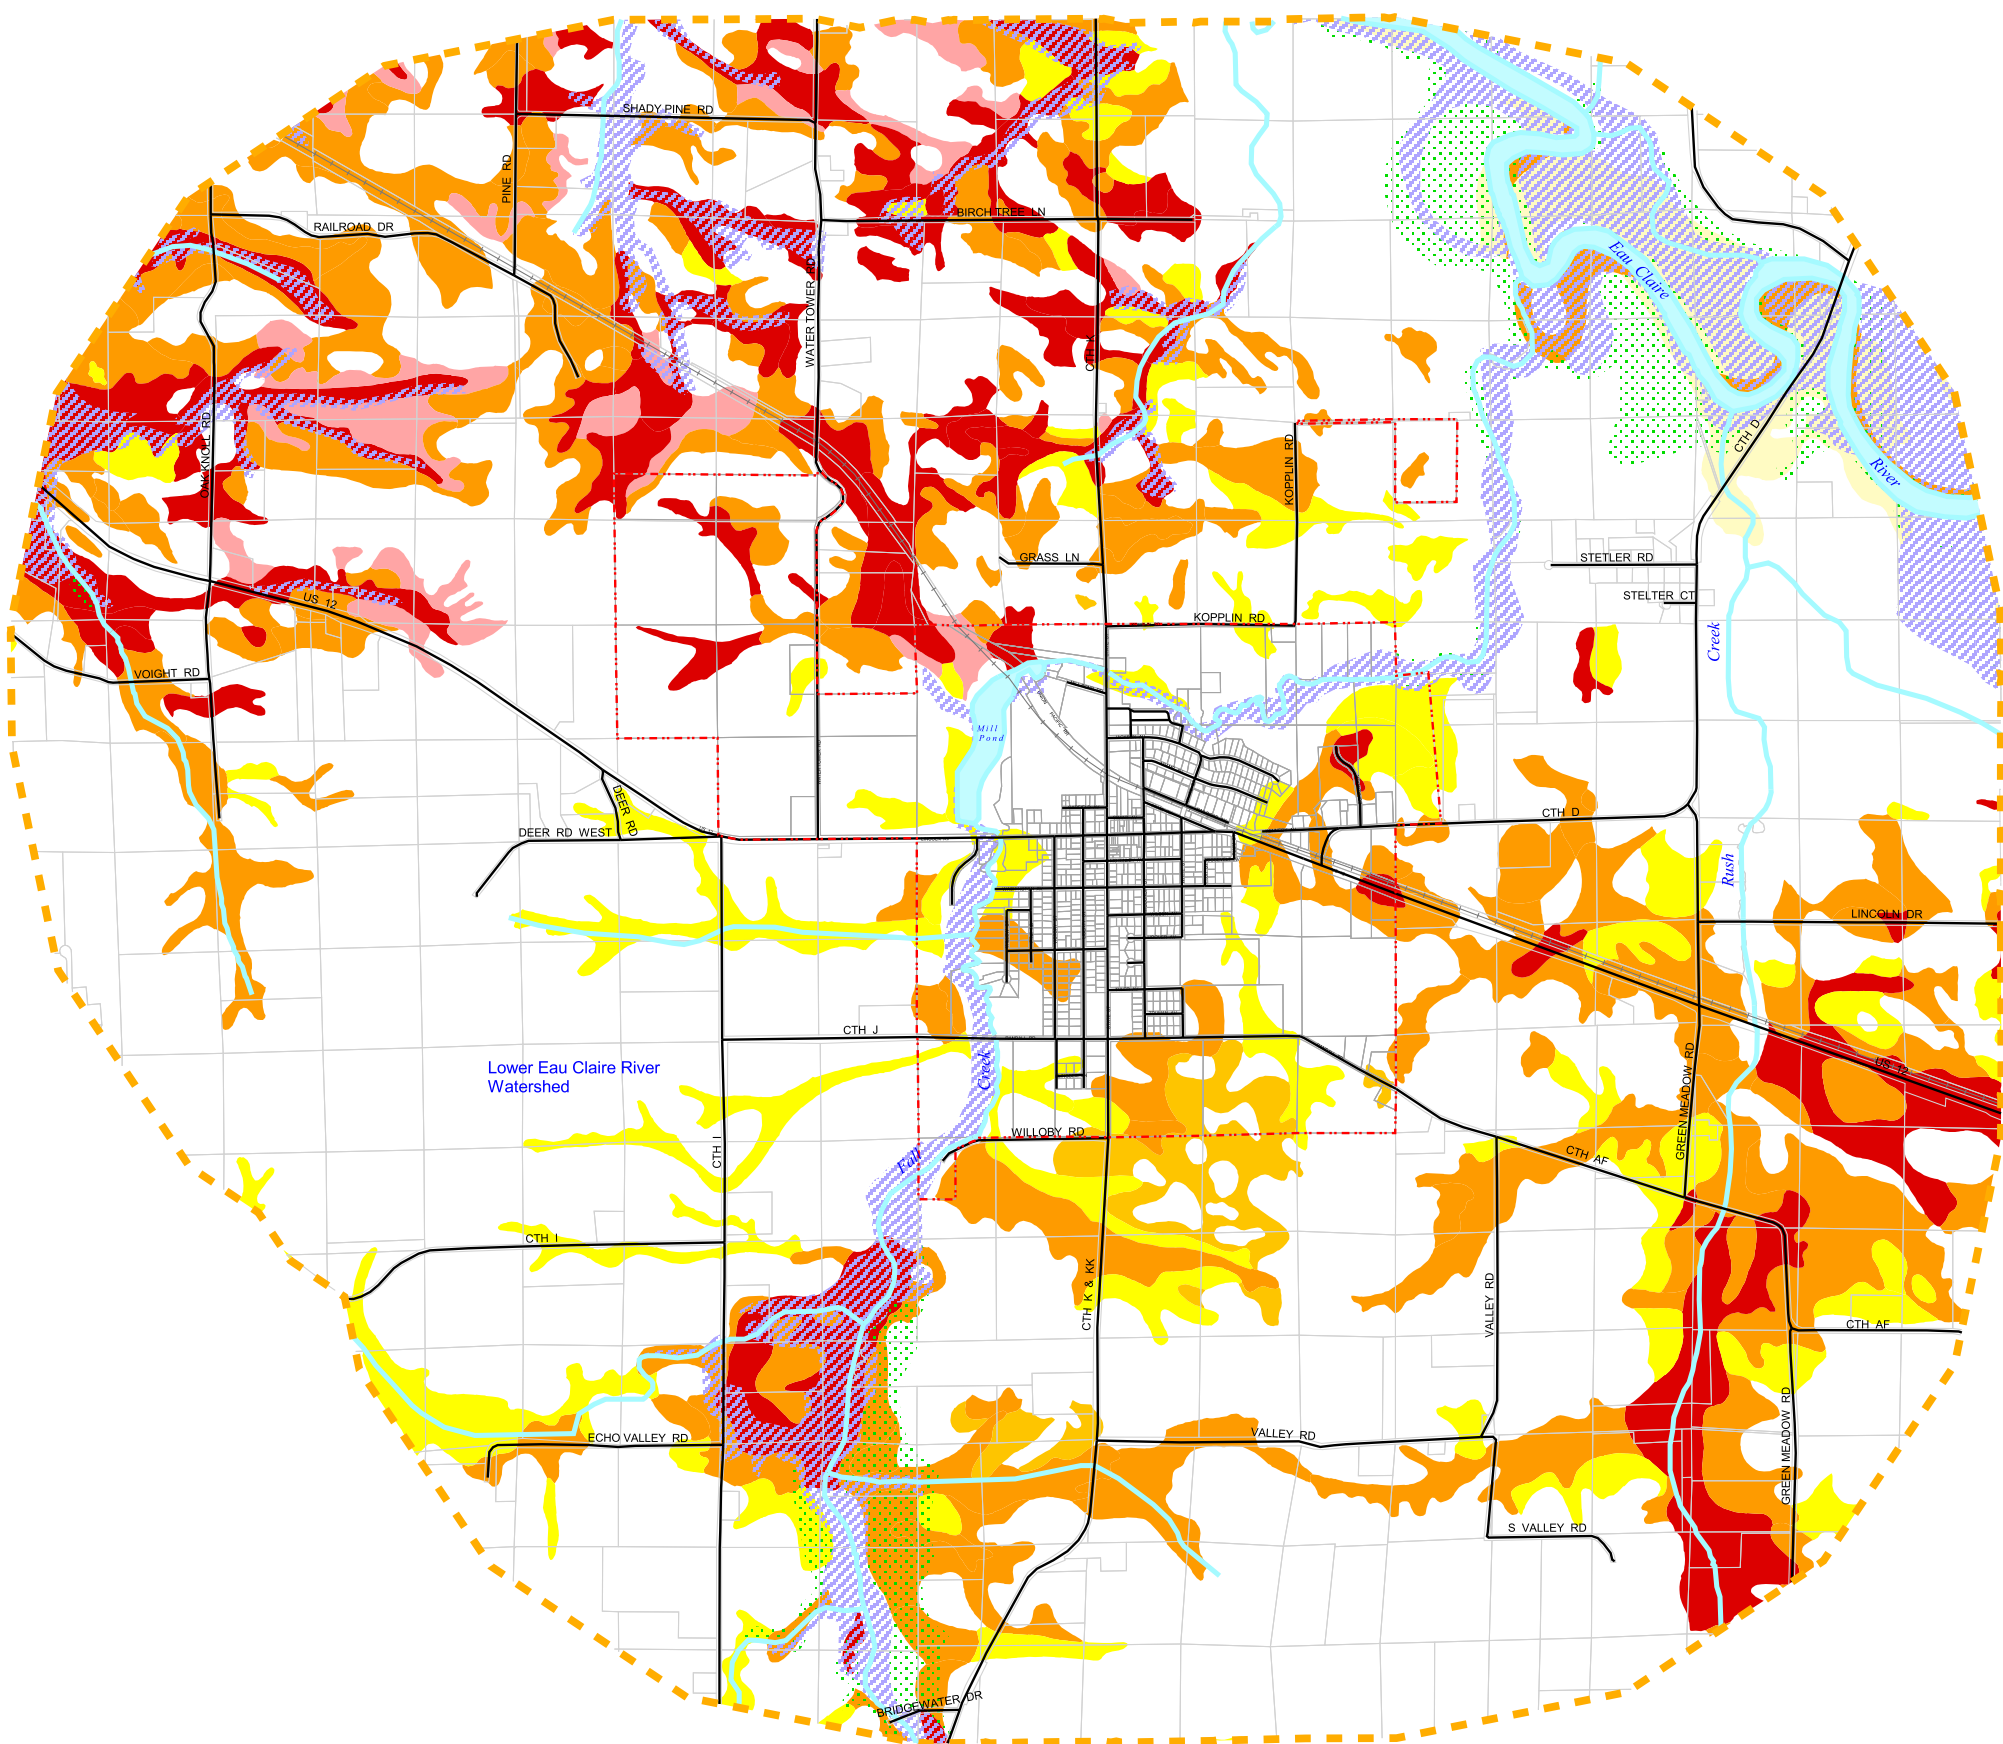 SHADY PINE RD
PINE RD
RAILROAD DR
BIRCH TREE LN
WATER TOWER RD
CTH K
Eau Claire
River
CTH D
OAK KNOLL RD
KOPPLIN RD
GRASS LN
STETLER RD
STELTER CT
US 12
KOPPLIN RD
Creek
VOIGHT RD
Mill
Pond
DEER RD
DEER RD WEST
CTH D
Rush
LINCOLN DR
CTH J
Lower Eau Claire River
Watershed
Creek
US 12
GREEN MEADOW RD
WILLOBY RD
CTH I
Fall
CTH AF
CTH I
CTH K & KK
VALLEY RD
CTH AF
ECHO VALLEY RD
VALLEY RD
GREEN MEADOW RD
S VALLEY RD
BRIDGEWATER DR